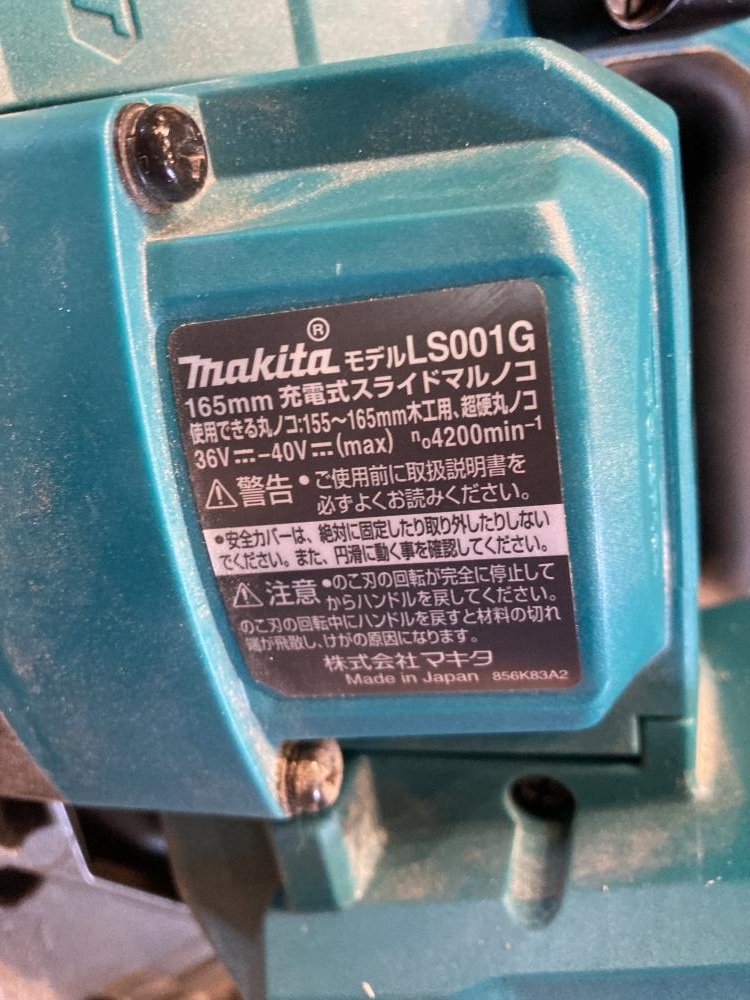 makita® モデルLS001G
165mm 充電式スライドマルノコ
使用できる丸ノコ:155～165mm木工用、超硬丸ノコ
36V⎓-40V⎓(max) n₀4200min⁻¹
⚠警告 •ご使用前に取扱説明書を
必ずよくお読みください。
•安全カバーは、絶対に固定したり取り外したりしない
でください。また、円滑に動く事を確認してください。
⚠注意 •のこ刃の回転が完全に停止して
からハンドルを戻してください。
のこ刃の回転中にハンドルを戻すと材料の切れ
端が飛散し、けがの原因になります。
株式会社マキタ
Made in Japan 856K83A2